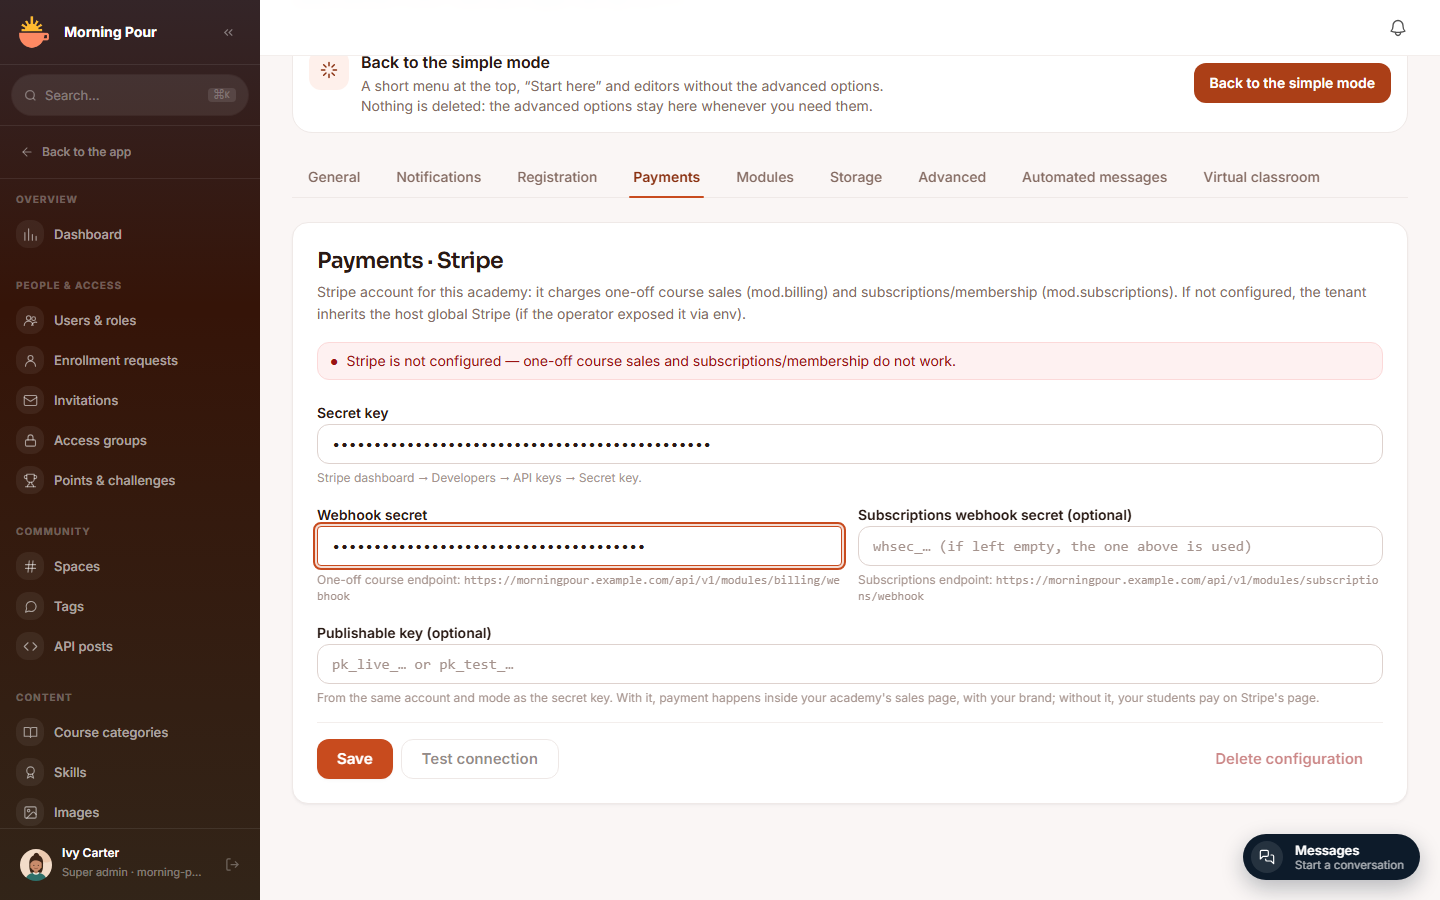 Morning Pour
Search...
⌘K
Back to the app
OVERVIEW
Dashboard
PEOPLE & ACCESS
Users & roles
Enrollment requests
Invitations
Access groups
Points & challenges
COMMUNITY
Spaces
Tags
API posts
CONTENT
Course categories
Skills
Images
Ivy Carter
Super admin · morning-p...
Back to the simple mode
A short menu at the top, “Start here” and editors without the advanced options.
Nothing is deleted: the advanced options stay here whenever you need them.
Back to the simple mode
General Notifications Registration Payments Modules Storage Advanced Automated messages Virtual classroom
Payments · Stripe
Stripe account for this academy: it charges one-off course sales (mod.billing) and subscriptions/membership (mod.subscriptions). If not configured, the tenant
inherits the host global Stripe (if the operator exposed it via env).
Stripe is not configured — one-off course sales and subscriptions/membership do not work.
Secret key
Stripe dashboard → Developers → API keys → Secret key.
Webhook secret
One-off course endpoint: https://morningpour.example.com/api/v1/modules/billing/we
bhook
Subscriptions webhook secret (optional)
whsec_… (if left empty, the one above is used)
Subscriptions endpoint: https://morningpour.example.com/api/v1/modules/subscriptio
ns/webhook
Publishable key (optional)
pk_live_… or pk_test_…
From the same account and mode as the secret key. With it, payment happens inside your academy's sales page, with your brand; without it, your students pay on Stripe's page.
Save
Test connection
Delete configuration
Messages
Start a conversation